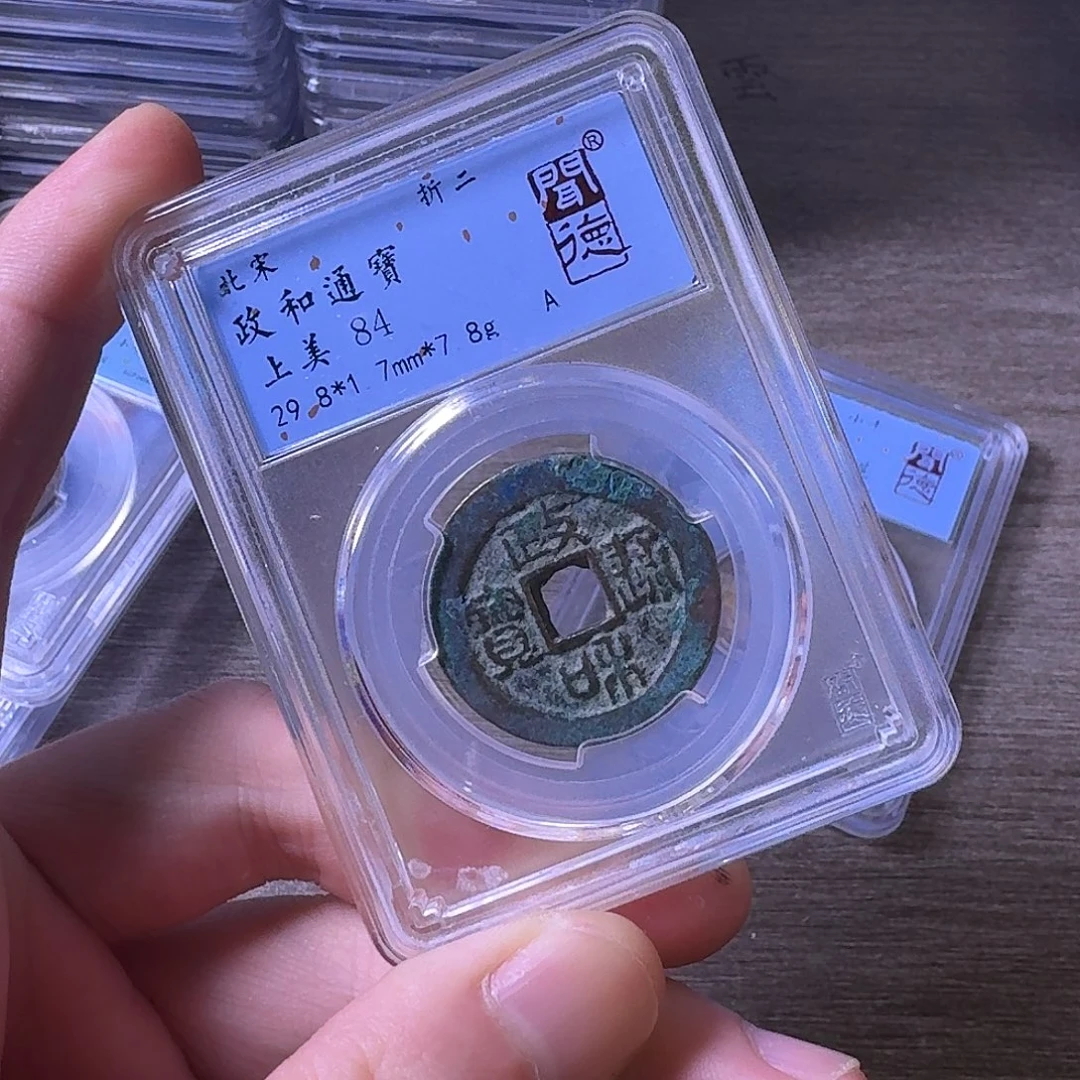 折二
聞德®
北宋
政和通寶
上美 84
29.8*1.7mm*7.8g
A
政通和寶